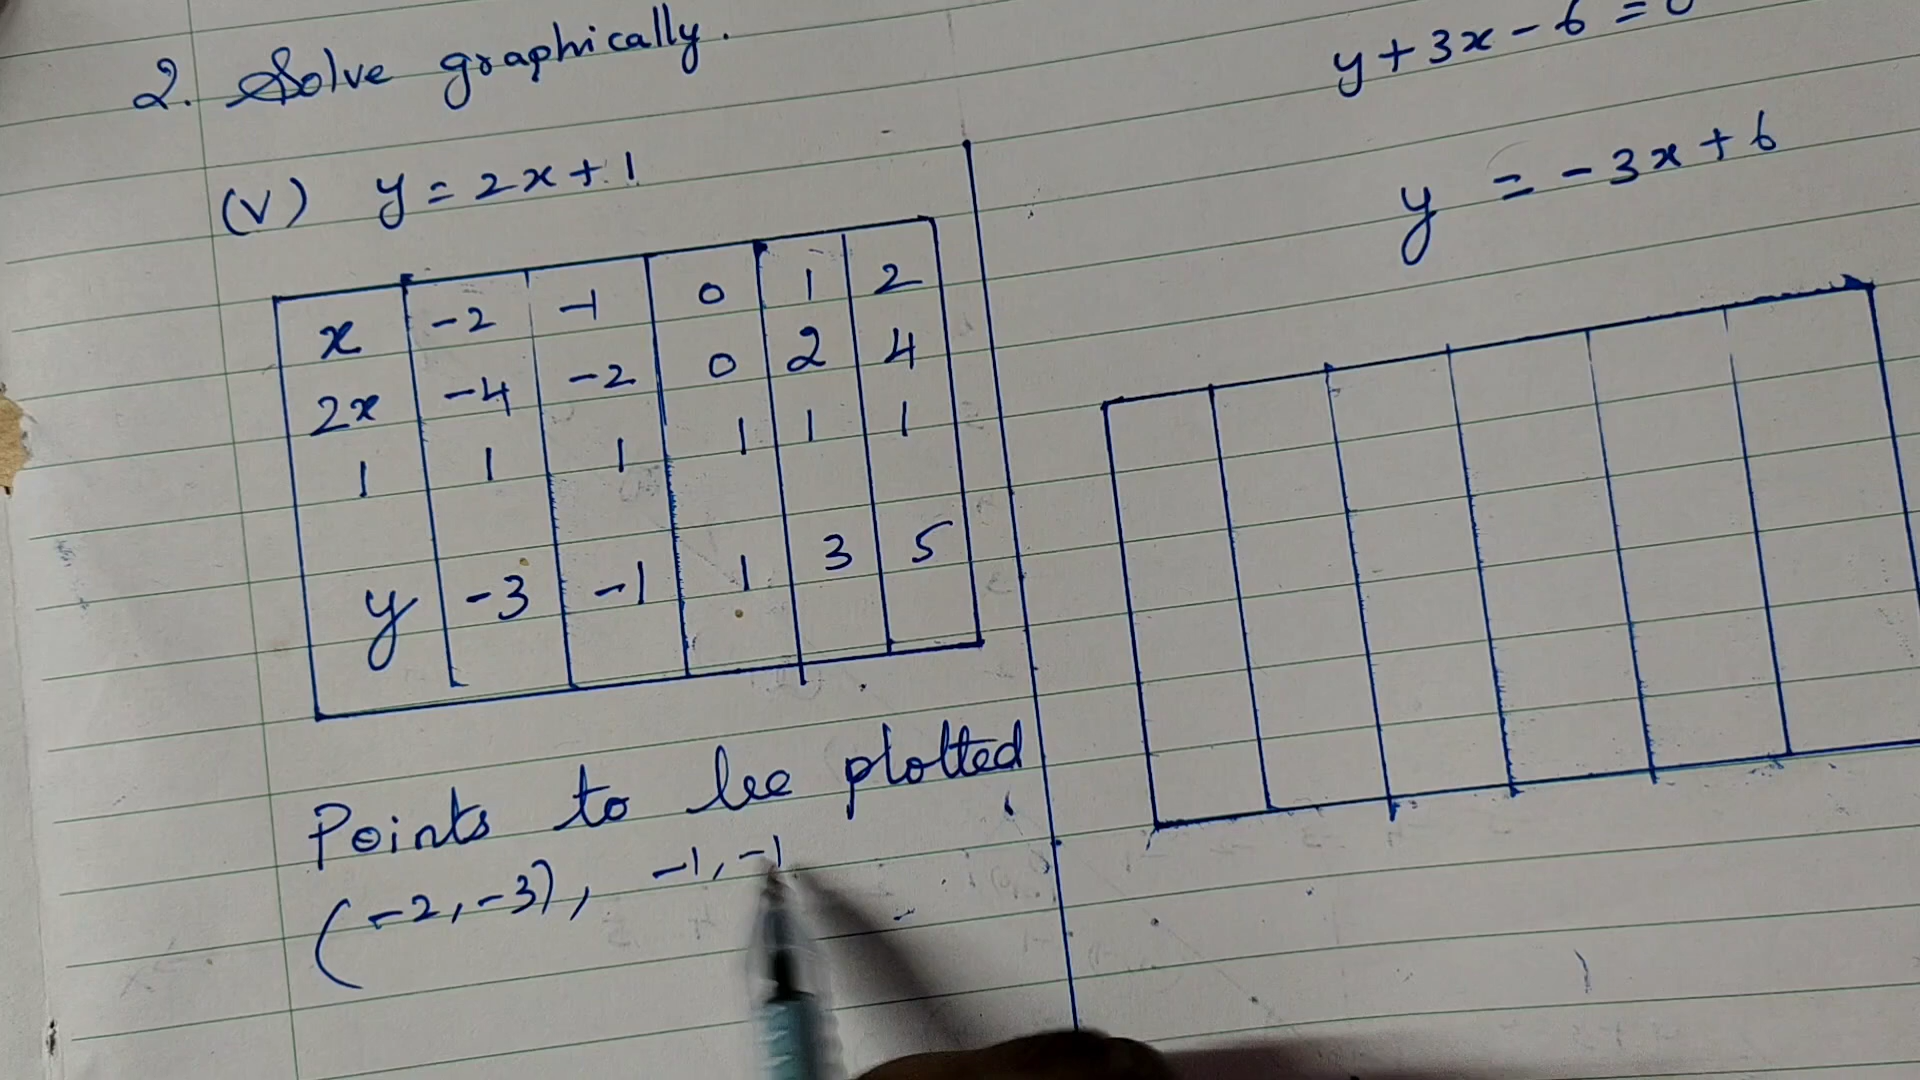 2. Solve graphically.
(V) y = 2x + 1
x -2 -1 0 1 2
2x -4 -2 0 2 4
1 1 1 1 1 1
y -3 -1 1 3 5
Points to be plotted
(-2, -3), -1, -1
y + 3x - 6 = 0
y = -3x + 6